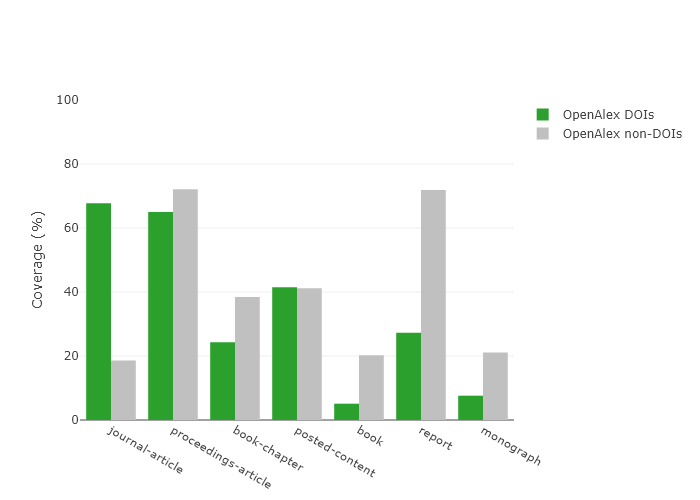 100
80
60
40
20
0
Coverage (%)
journal-article
proceedings-article
book-chapter
posted-content
book
report
monograph
OpenAlex DOIs
OpenAlex non-DOIs